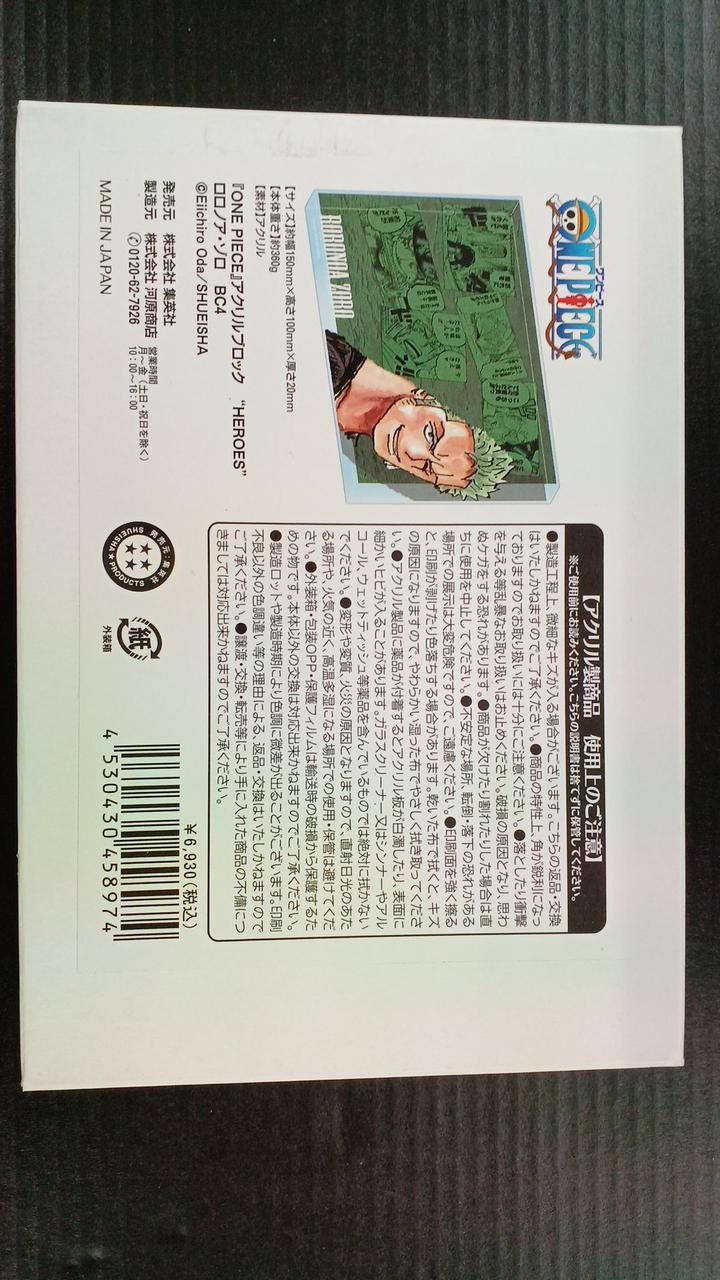 ワンピース
ONE PIECE
RORONOA ZORO
【サイズ】約幅150mm×高さ100mm×厚さ20mm
【本体重さ】約360g
【素材】アクリル
『ONE PIECE』アクリルブロック “HEROES”
ロロノア・ゾロ BC4
©Eiichiro Oda/SHUEISHA
発売元 株式会社 集英社
製造元 株式会社 河原商店
0120-62-7926
営業時間
月～金（土日・祝日を除く）
10：00～16：00
MADE IN JAPAN
【アクリル製商品 使用上のご注意】
※ご使用前にお読みください。こちらの説明書は捨てずに保管してください。
●製造工程上、微細なキズが入る場合がございます。こちらの返品・交換
はいたしかねますのでご了承ください。●商品の特性上、角が鋭利になっ
ておりますのでお取り扱いには十分にご注意ください。●落としたり衝撃
を与える等乱暴なお取り扱いはお止めください。破損の原因となり、思わ
ぬケガをする恐れがあります。●商品が欠けたり割れたりした場合は直
ちに使用を中止してください。●不安定な場所、転倒・落下の恐れがある
場所での展示は大変危険ですので、ご遠慮ください。●印刷面を強く擦る
と、印刷が剥げたり色落ちする場合があります。乾いた布で拭くと、キズ
の原因になりますので、やわらかい湿った布でやさしく拭き取ってくださ
い。●アクリル製品に薬品が付着するとアクリル板が白濁したり、表面に
細かいヒビが入ることがあります。ガラスクリーナー又はシンナーやアル
コール、ウェットティッシュ等薬品を含んでいるものでは絶対に拭かない
でください。●変形や変質、火災の原因となりますので、直射日光のあた
る場所や、火気の近く、高温多湿になる場所での使用・保管は避けてくだ
さい。●外装箱・包装OPP・保護フィルムは輸送時の破損から保護するた
めの物です。本体以外の交換は対応出来かねますのでご了承ください。
●製造ロットや製造時期により色調に微差が出ることがございます。印刷
不良以外の色調違い等の理由による、返品・交換はいたしかねますので
ご了承ください。●譲渡・交換・転売等により手に入れた商品の不備につ
きましては対応出来かねますのでご了承ください。
発売元：集英社
SHUEISHA★PRODUCTS
紙
外装箱
￥6,930（税込）
4 530430 458974